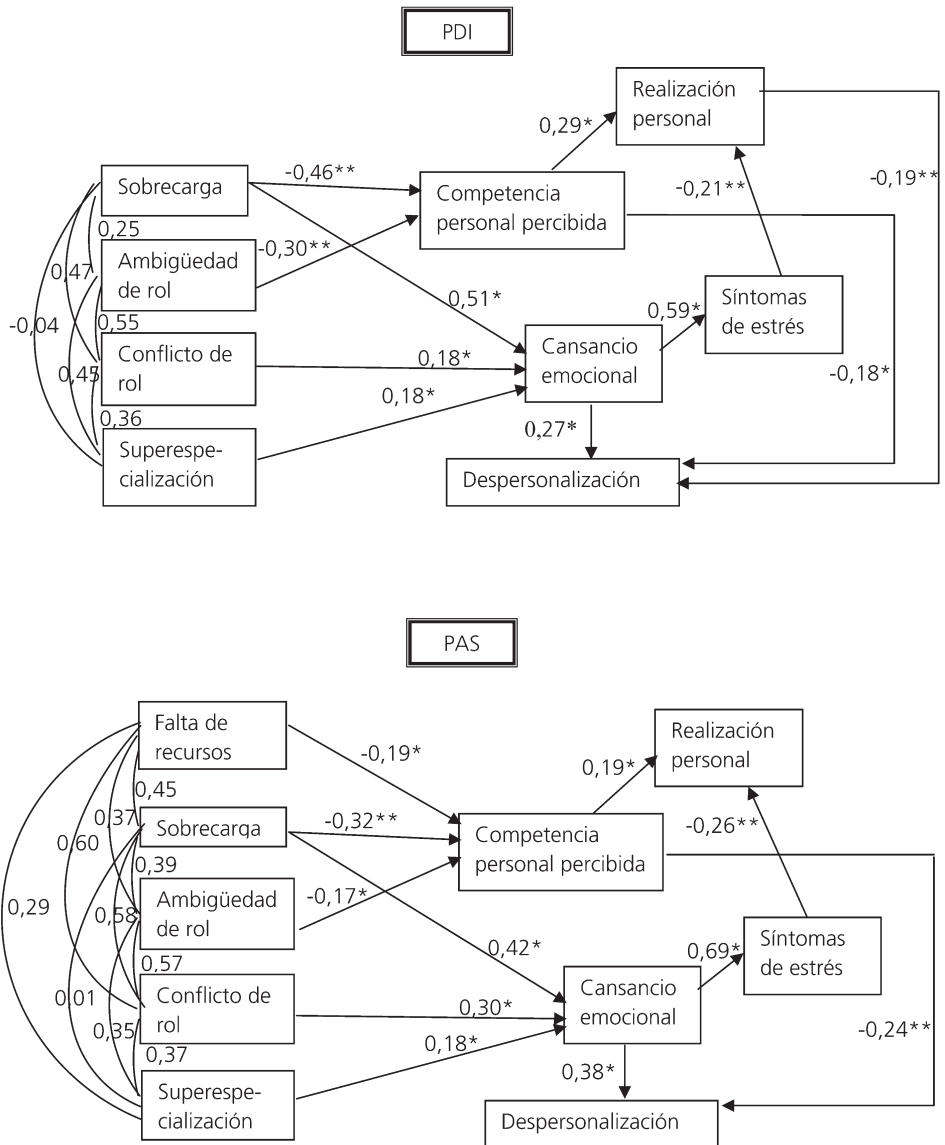 PDI
Realización
personal
0,29*
-0,46**
-0,21**
-0,19**
Sobrecarga
Competencia
personal percibida
0,25
-0,30**
Ambigüedad
de rol
0,47
Síntomas
de estrés
0,51*
0,59*
-0,04
0,55
Conflicto de
rol
0,18*
Cansancio
emocional
0,45
-0,18*
0,18*
0,36
Superespe-
cialización
0,27*
Despersonalización
PAS
Falta de
recursos
Realización
personal
-0,19*
0,19*
0,45
0,37
Sobrecarga
-0,32**
Competencia
personal percibida
-0,26**
0,60
0,39
Ambigüedad
de rol
-0,17*
0,29
0,58
Síntomas
de estrés
0,42*
0,69*
0,57
Conflicto de
rol
Cansancio
emocional
0,01
0,30*
0,35
-0,24**
0,18*
0,37
Superespe-
cialización
0,38*
Despersonalización